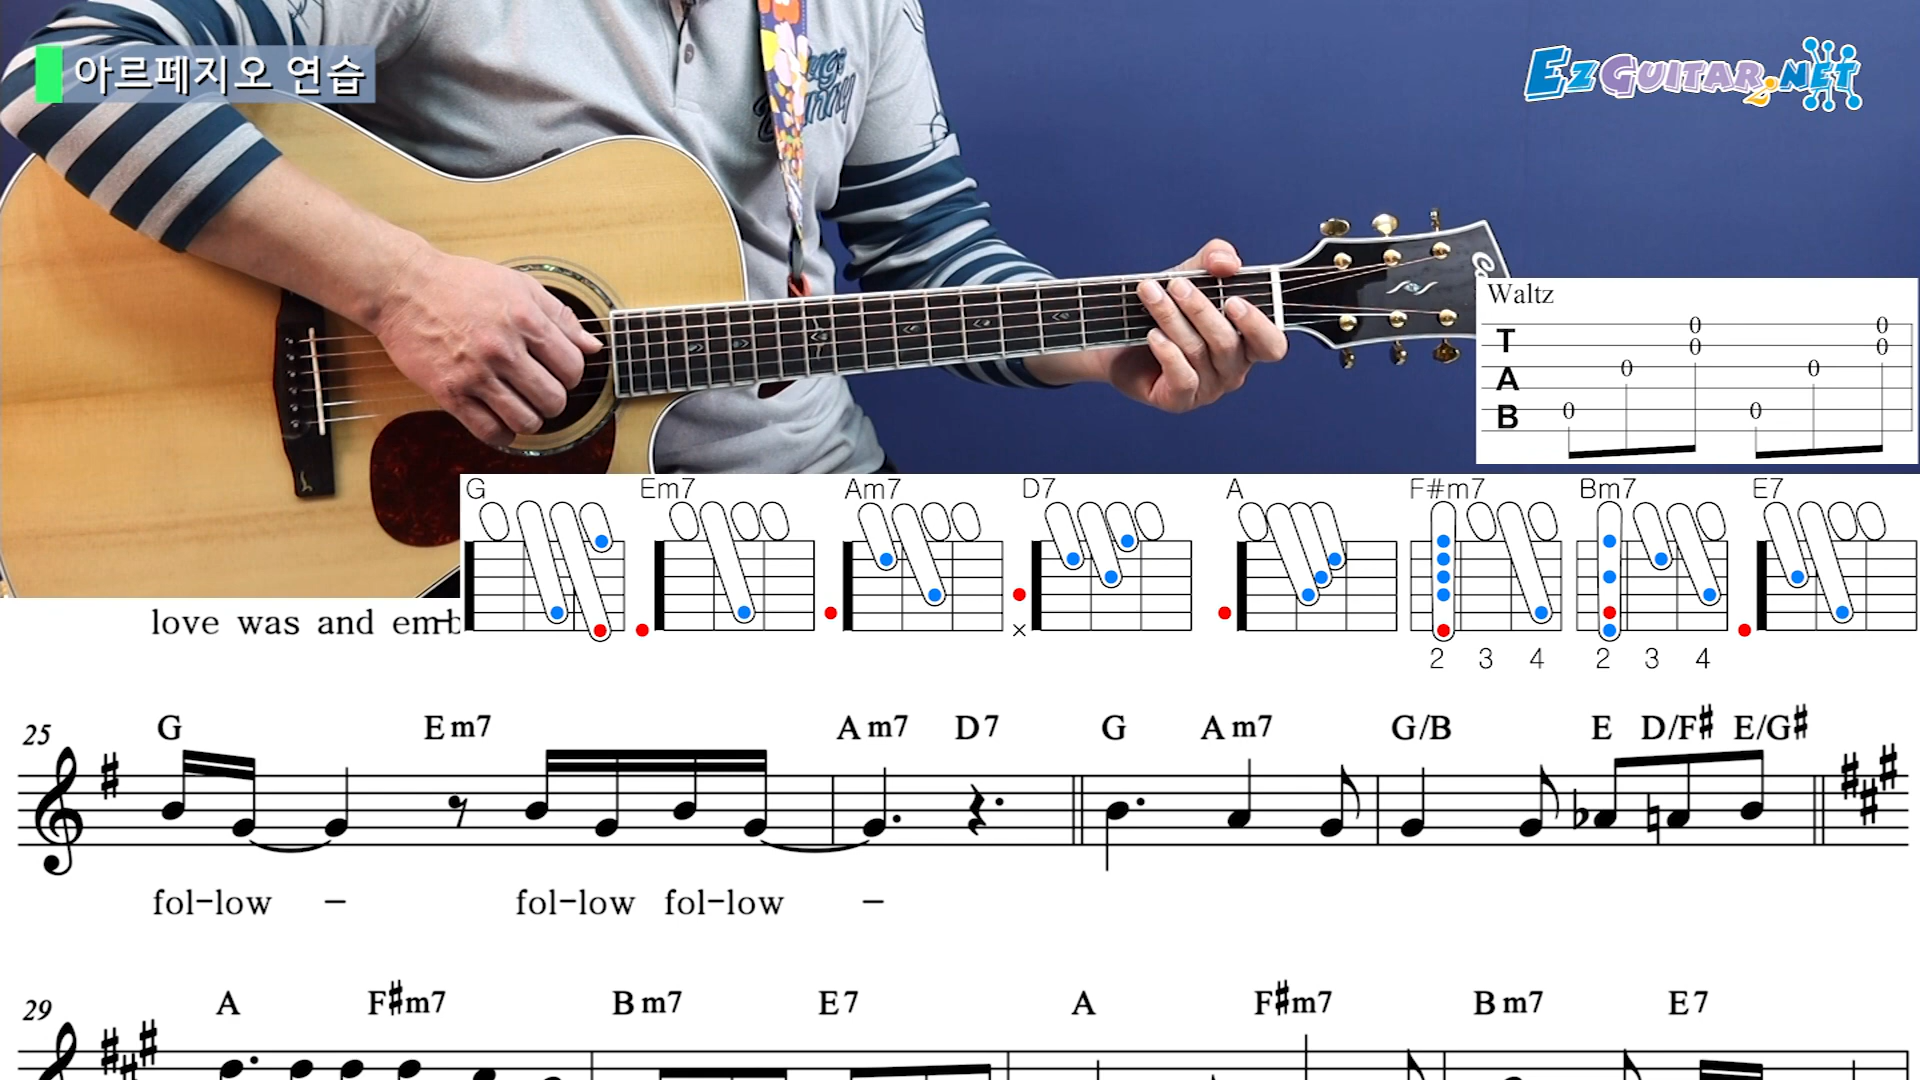 아르페지오 연습
EzGuitar.net
Waltz
T
A
B
0 0
0 0
0 0
0 0
G Em7 Am7 D7 A F#m7 Bm7 E7
×
2 3 4 2 3 4
love was and em-
25
G Em7 Am7 D7 G Am7 G/B E D/F♯ E/G♯
fol-low - fol-low fol-low -
29
A F♯m7 Bm7 E7 A F♯m7 Bm7 E7